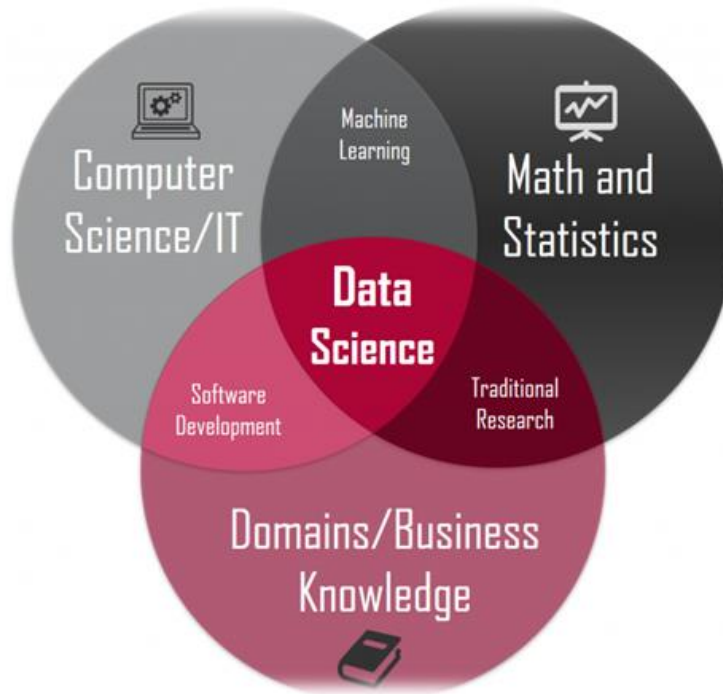 Machine
Learning
Computer
Science/IT
Math and
Statistics
Data
Science
Software
Development
Traditional
Research
Domains/Business
Knowledge